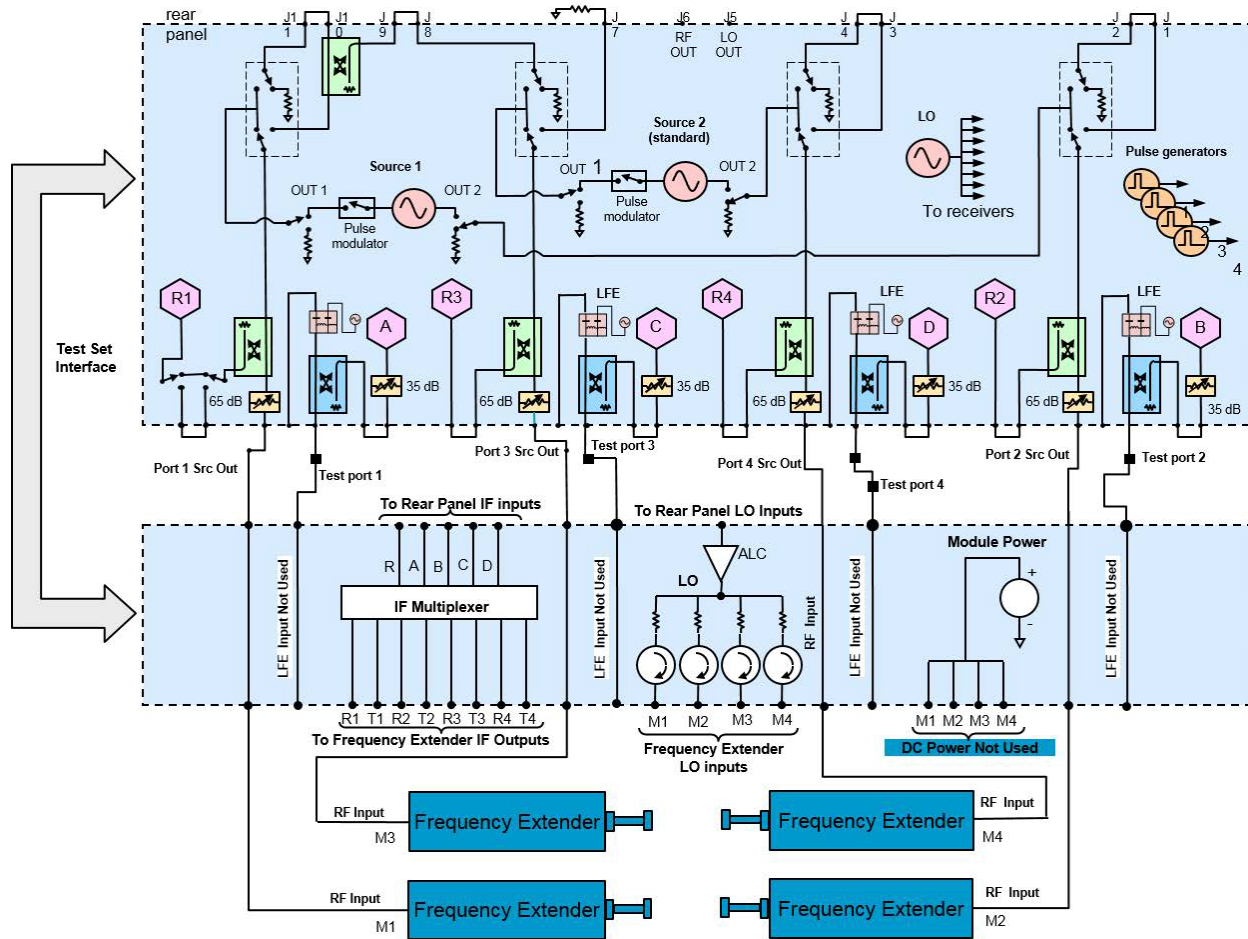 rear
panel
J1
1
J1
0
J
9
J
8
J
7
J6
RF
OUT
J5
LO
OUT
J
4
J
3
J
2
J
1
Source 1
OUT 1
OUT 2
Pulse
modulator
Source 2
(standard)
OUT 1
OUT 2
Pulse
modulator
LO
To receivers
Pulse generators
1
2
3
4
Test Set
Interface
R1
LFE
A
R3
LFE
C
R4
LFE
D
R2
LFE
B
65 dB
35 dB
65 dB
35 dB
65 dB
35 dB
65 dB
35 dB
Port 1 Src Out
Test port 1
Port 3 Src Out
Test port 3
Port 4 Src Out
Test port 4
Port 2 Src Out
Test port 2
To Rear Panel IF inputs
R
A
B
C
D
IF Multiplexer
R1 T1 R2 T2 R3 T3 R4 T4
To Frequency Extender IF Outputs
LFE Input Not Used
LFE Input Not Used
To Rear Panel LO Inputs
ALC
LO
M1 M2 M3 M4
Frequency Extender
LO inputs
RF Input
LFE Input Not Used
Module Power
+
-
M1 M2 M3 M4
DC Power Not Used
LFE Input Not Used
RF Input
M3
Frequency Extender
Frequency Extender
RF Input
M4
RF Input
M1
Frequency Extender
Frequency Extender
RF Input
M2